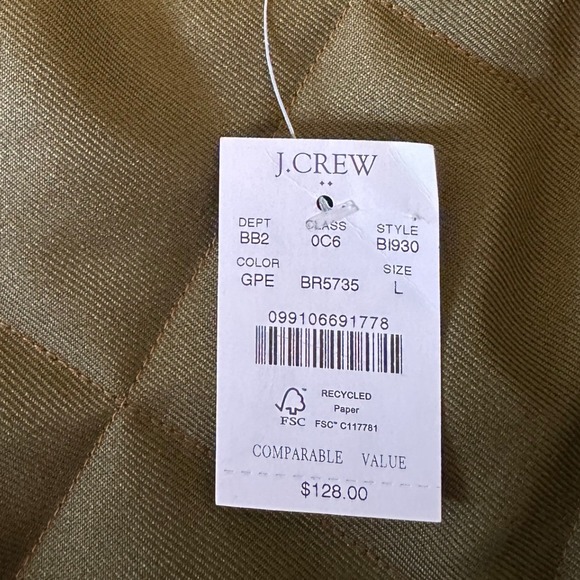 J.CREW
DEPT CLASS STYLE
BB2 0C6 BI930
COLOR SIZE
GPE BR5735 L
099106691778
RECYCLED
Paper
FSC FSC™ C117781
COMPARABLE VALUE
$128.00